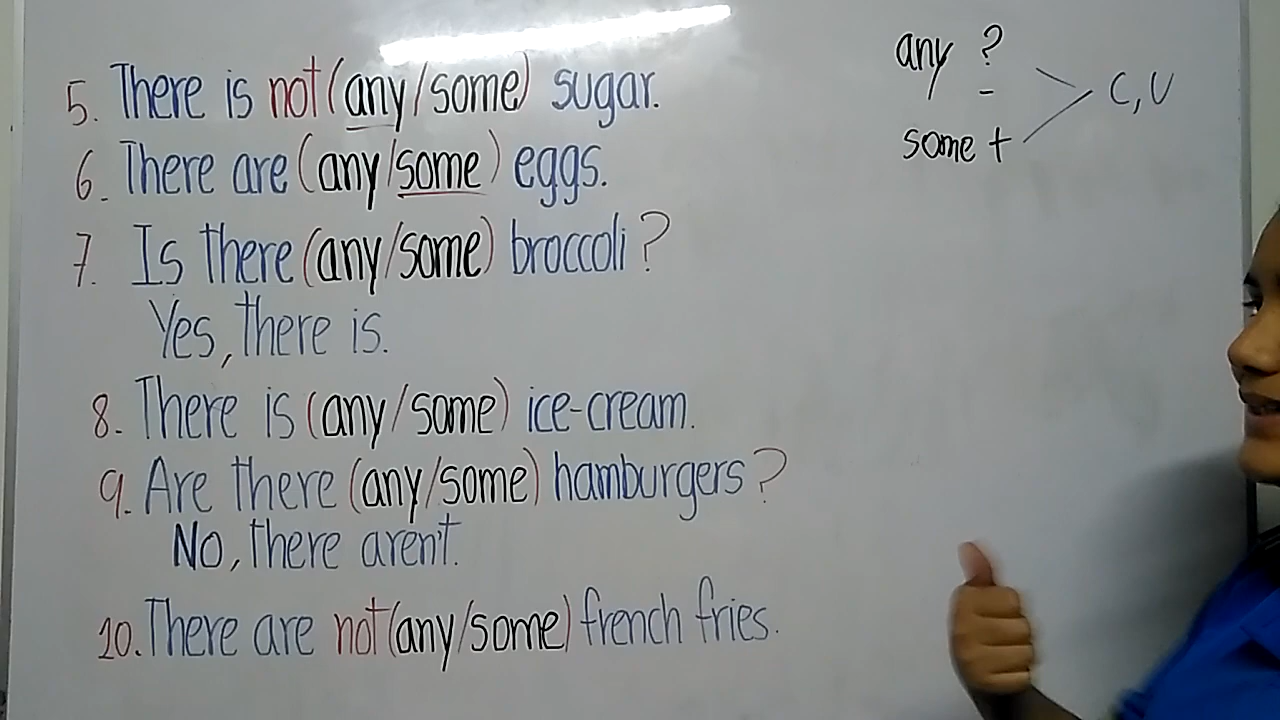 5. There is not (any/some) sugar.
6. There are (any/some) eggs.
7. Is there (any/some) broccoli?
Yes, there is.
8. There is (any/some) ice-cream.
9. Are there (any/some) hamburgers?
No, there aren't.
10. There are not (any/some) french fries.
any ?
-
some +
C, U